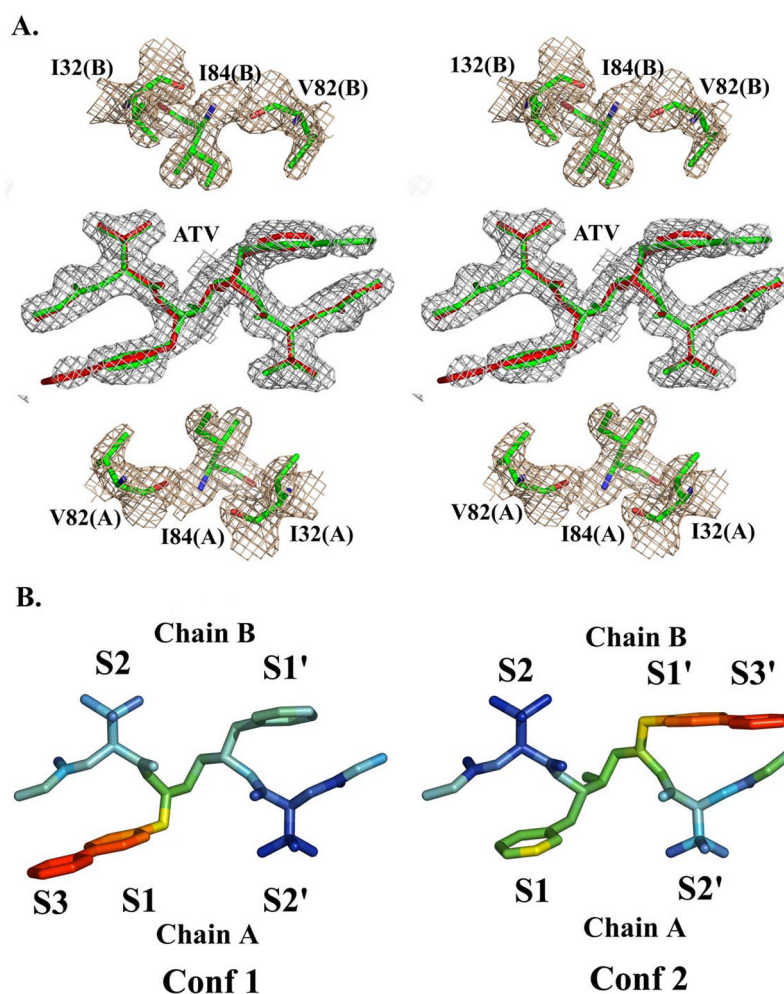 A.
I32(B) I84(B) V82(B) 132(B) I84(B) V82(B)
ATV ATV
V82(A) I84(A) I32(A) V82(A) I84(A) I32(A)
B.
Chain B Chain B
S2 S1' S2 S1' S3'
S3 S1 S2' S1 S2'
Chain A Chain A
Conf 1 Conf 2